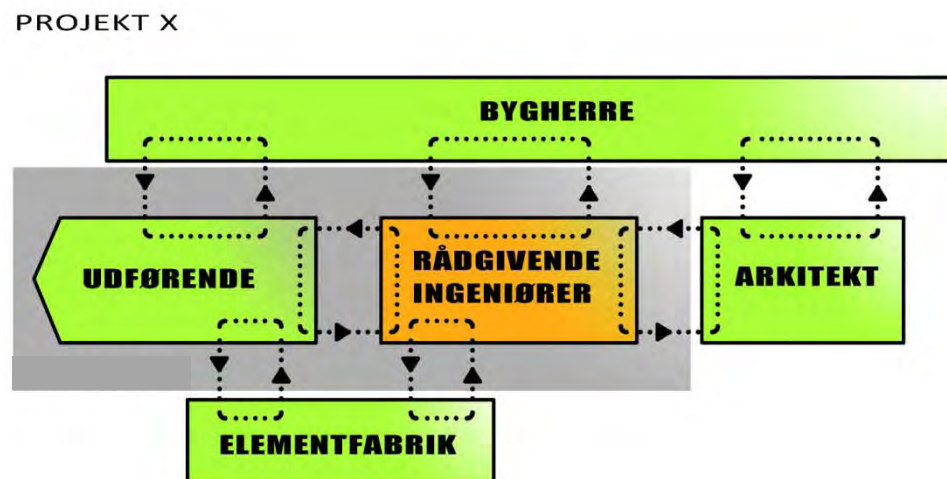 PROJEKT X
BYGHERRE
UDFØRENDE
RÅDGIVENDE
INGENIØRER
ARKITEKT
ELEMENTFABRIK